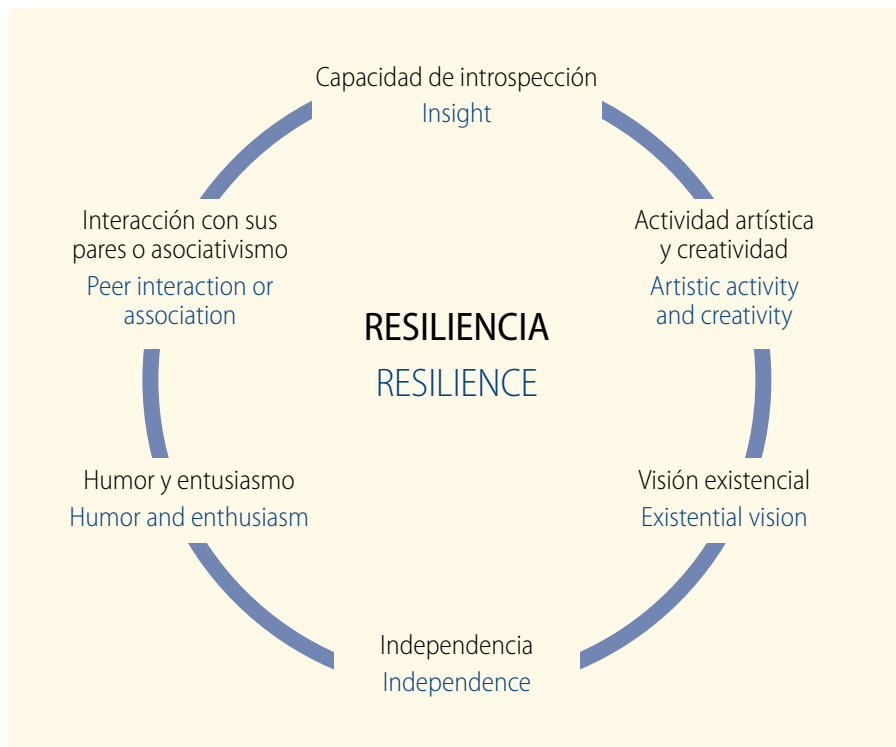 Capacidad de introspección
Insight
Interacción con sus
pares o asociativismo
Peer interaction or
association
Actividad artística
y creatividad
Artistic activity
and creativity
RESILIENCIA
RESILIENCE
Humor y entusiasmo
Humor and enthusiasm
Visión existencial
Existential vision
Independencia
Independence